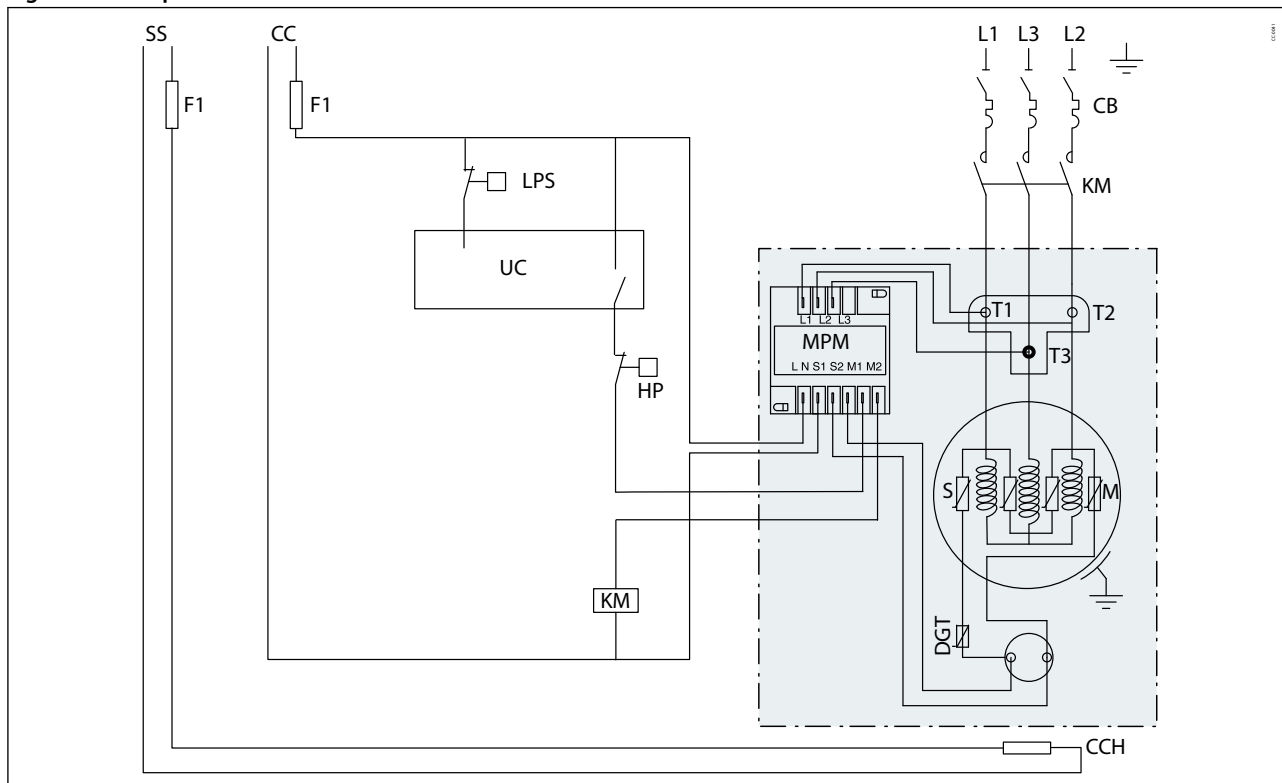 SS
CC
L1 L3 L2
F1
F1
CB
LPS
KM
UC
T1
T2
L1 L2 L3
MPM
T3
L N S1 S2 M1 M2
HP
S
M
KM
DGT
CCH